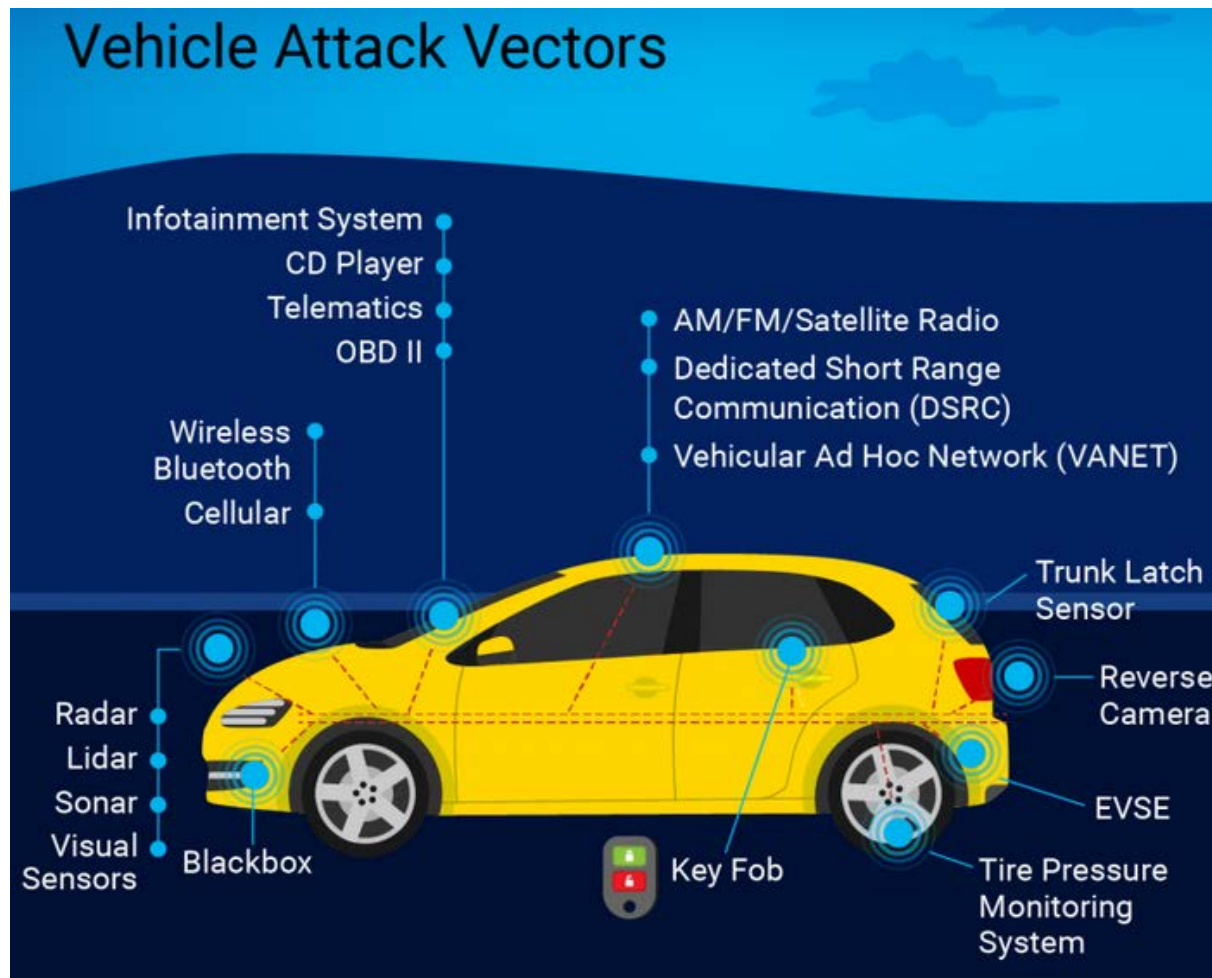 Vehicle Attack Vectors
Infotainment System
CD Player
Telematics
OBD II
AM/FM/Satellite Radio
Dedicated Short Range
Communication (DSRC)
Vehicular Ad Hoc Network (VANET)
Wireless
Bluetooth
Cellular
Trunk Latch
Sensor
Reverse
Camera
Radar
Lidar
Sonar
Visual
Sensors
Blackbox
Key Fob
EVSE
Tire Pressure
Monitoring
System